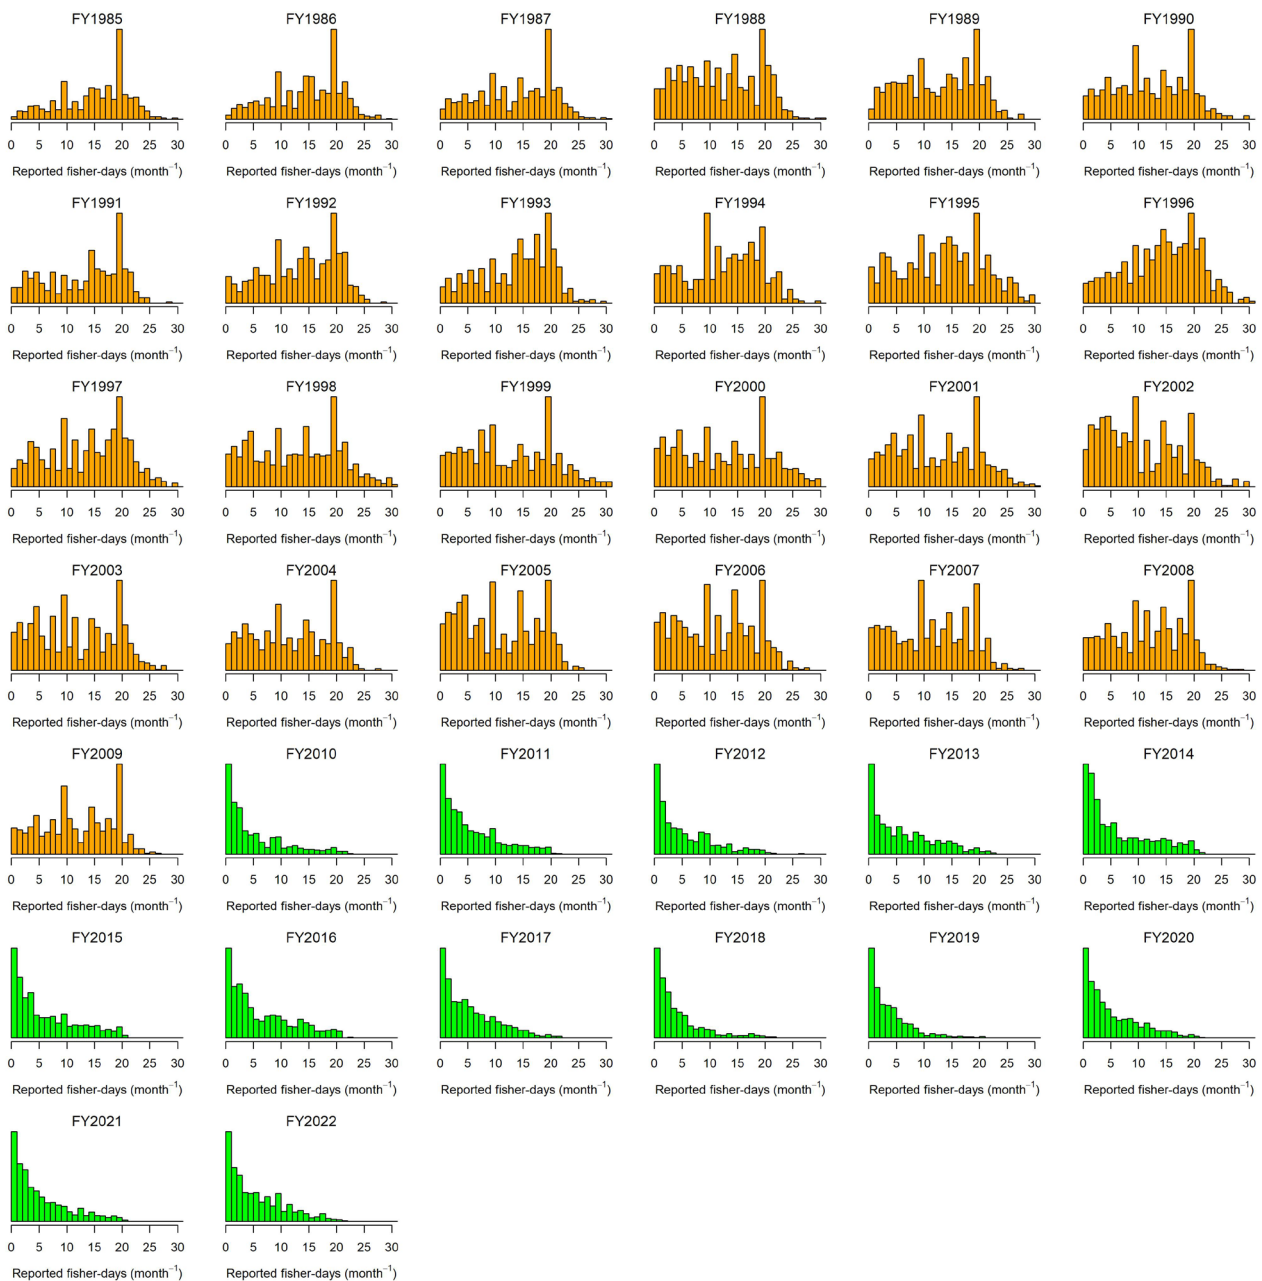 FY1985 FY1986 FY1987 FY1988 FY1989 FY1990
0 5 10 15 20 25 30 0 5 10 15 20 25 30 0 5 10 15 20 25 30 0 5 10 15 20 25 30 0 5 10 15 20 25 30 0 5 10 15 20 25 30
Reported fisher-days (month⁻¹) Reported fisher-days (month⁻¹) Reported fisher-days (month⁻¹) Reported fisher-days (month⁻¹) Reported fisher-days (month⁻¹) Reported fisher-days (month⁻¹)
FY1991 FY1992 FY1993 FY1994 FY1995 FY1996
0 5 10 15 20 25 30 0 5 10 15 20 25 30 0 5 10 15 20 25 30 0 5 10 15 20 25 30 0 5 10 15 20 25 30 0 5 10 15 20 25 30
Reported fisher-days (month⁻¹) Reported fisher-days (month⁻¹) Reported fisher-days (month⁻¹) Reported fisher-days (month⁻¹) Reported fisher-days (month⁻¹) Reported fisher-days (month⁻¹)
FY1997 FY1998 FY1999 FY2000 FY2001 FY2002
0 5 10 15 20 25 30 0 5 10 15 20 25 30 0 5 10 15 20 25 30 0 5 10 15 20 25 30 0 5 10 15 20 25 30 0 5 10 15 20 25 30
Reported fisher-days (month⁻¹) Reported fisher-days (month⁻¹) Reported fisher-days (month⁻¹) Reported fisher-days (month⁻¹) Reported fisher-days (month⁻¹) Reported fisher-days (month⁻¹)
FY2003 FY2004 FY2005 FY2006 FY2007 FY2008
0 5 10 15 20 25 30 0 5 10 15 20 25 30 0 5 10 15 20 25 30 0 5 10 15 20 25 30 0 5 10 15 20 25 30 0 5 10 15 20 25 30
Reported fisher-days (month⁻¹) Reported fisher-days (month⁻¹) Reported fisher-days (month⁻¹) Reported fisher-days (month⁻¹) Reported fisher-days (month⁻¹) Reported fisher-days (month⁻¹)
FY2009 FY2010 FY2011 FY2012 FY2013 FY2014
0 5 10 15 20 25 30 0 5 10 15 20 25 30 0 5 10 15 20 25 30 0 5 10 15 20 25 30 0 5 10 15 20 25 30 0 5 10 15 20 25 30
Reported fisher-days (month⁻¹) Reported fisher-days (month⁻¹) Reported fisher-days (month⁻¹) Reported fisher-days (month⁻¹) Reported fisher-days (month⁻¹) Reported fisher-days (month⁻¹)
FY2015 FY2016 FY2017 FY2018 FY2019 FY2020
0 5 10 15 20 25 30 0 5 10 15 20 25 30 0 5 10 15 20 25 30 0 5 10 15 20 25 30 0 5 10 15 20 25 30 0 5 10 15 20 25 30
Reported fisher-days (month⁻¹) Reported fisher-days (month⁻¹) Reported fisher-days (month⁻¹) Reported fisher-days (month⁻¹) Reported fisher-days (month⁻¹) Reported fisher-days (month⁻¹)
FY2021 FY2022
0 5 10 15 20 25 30 0 5 10 15 20 25 30
Reported fisher-days (month⁻¹) Reported fisher-days (month⁻¹)